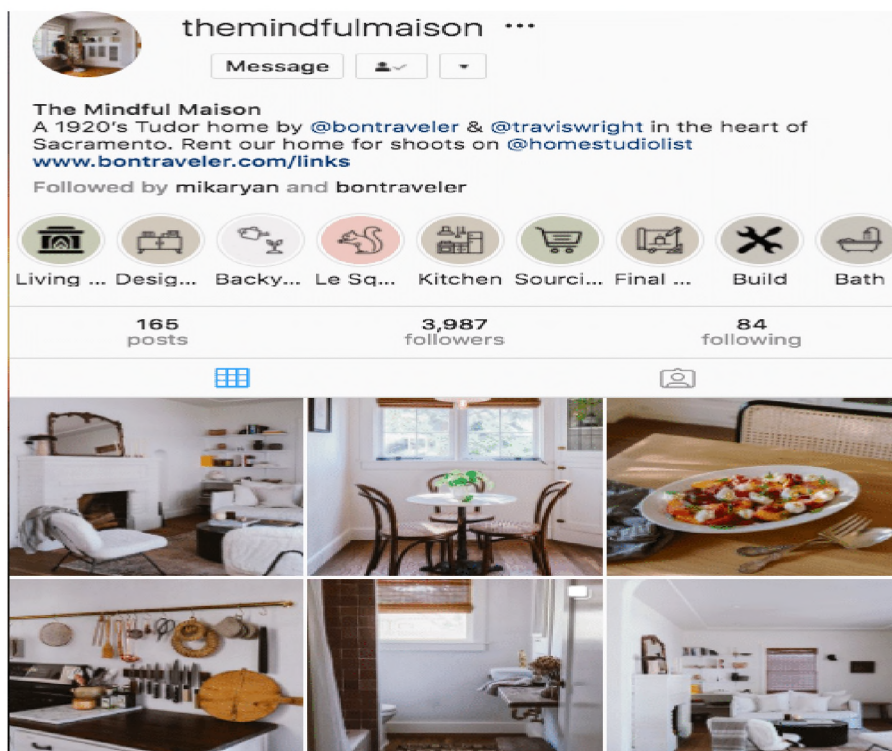 themindfulmaison •••
Message
The Mindful Maison
A 1920's Tudor home by @bontraveler & @traviswright in the heart of
Sacramento. Rent our home for shoots on @homestudiolist
www.bontraveler.com/links
Followed by mikaryan and bontraveler
Living ... Desig... Backy... Le Sq... Kitchen Sourci... Final ... Build Bath
165 3,987 84
posts followers following